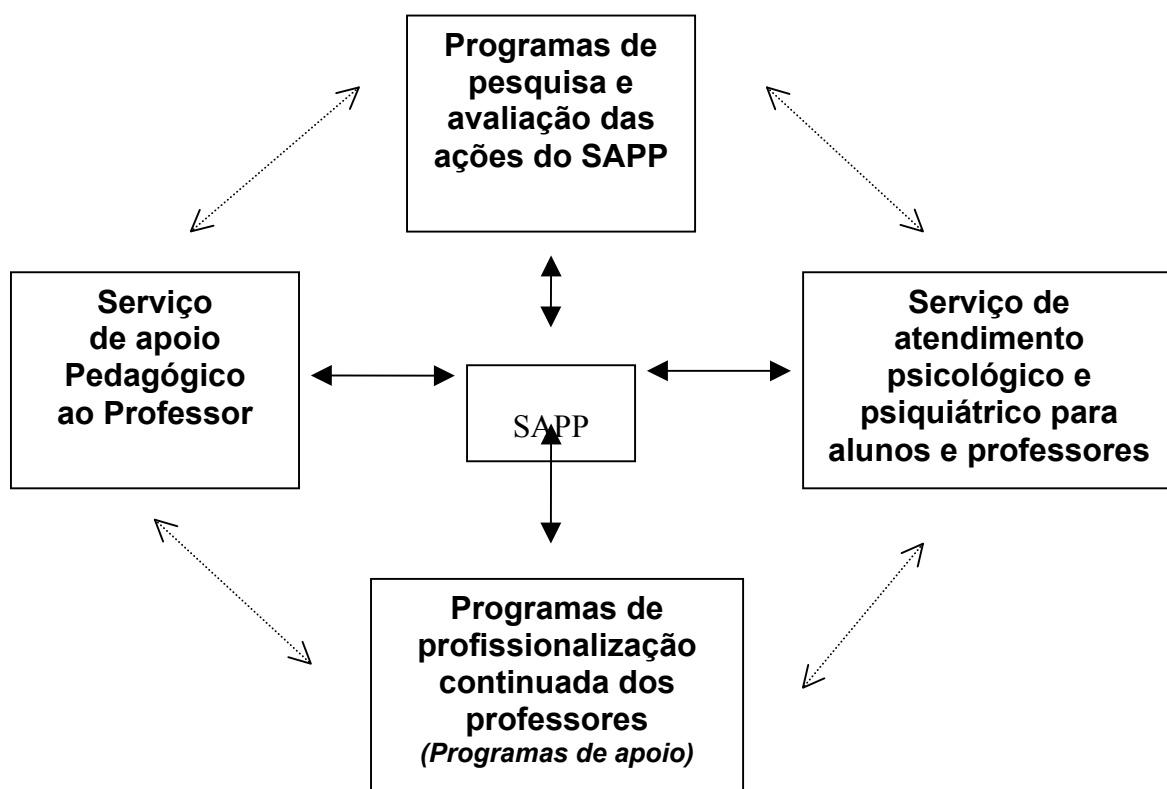 Programas de
pesquisa e
avaliação das
ações do SAPP
Serviço
de apoio
Pedagógico
ao Professor
SAPP
Serviço de
atendimento
psicológico e
psiquiátrico para
alunos e professores
Programas de
profissionalização
continuada dos
professores
(Programas de apoio)